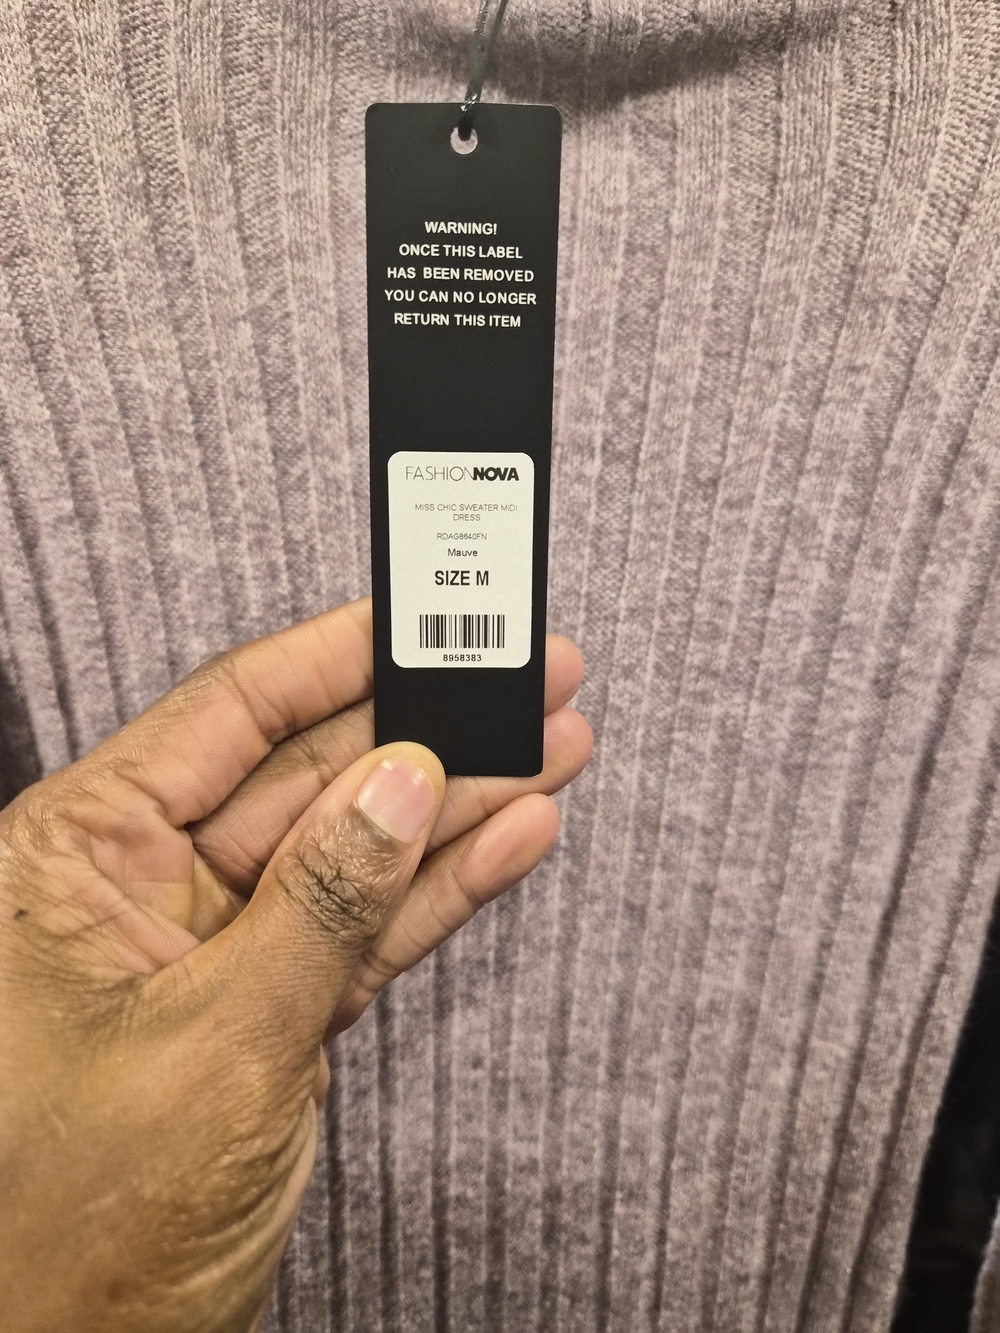 WARNING!
ONCE THIS LABEL
HAS BEEN REMOVED
YOU CAN NO LONGER
RETURN THIS ITEM
FASHIONNOVA
MISS CHIC SWEATER MIDI
DRESS
RDAG8640FN
Mauve
SIZE M
8958383